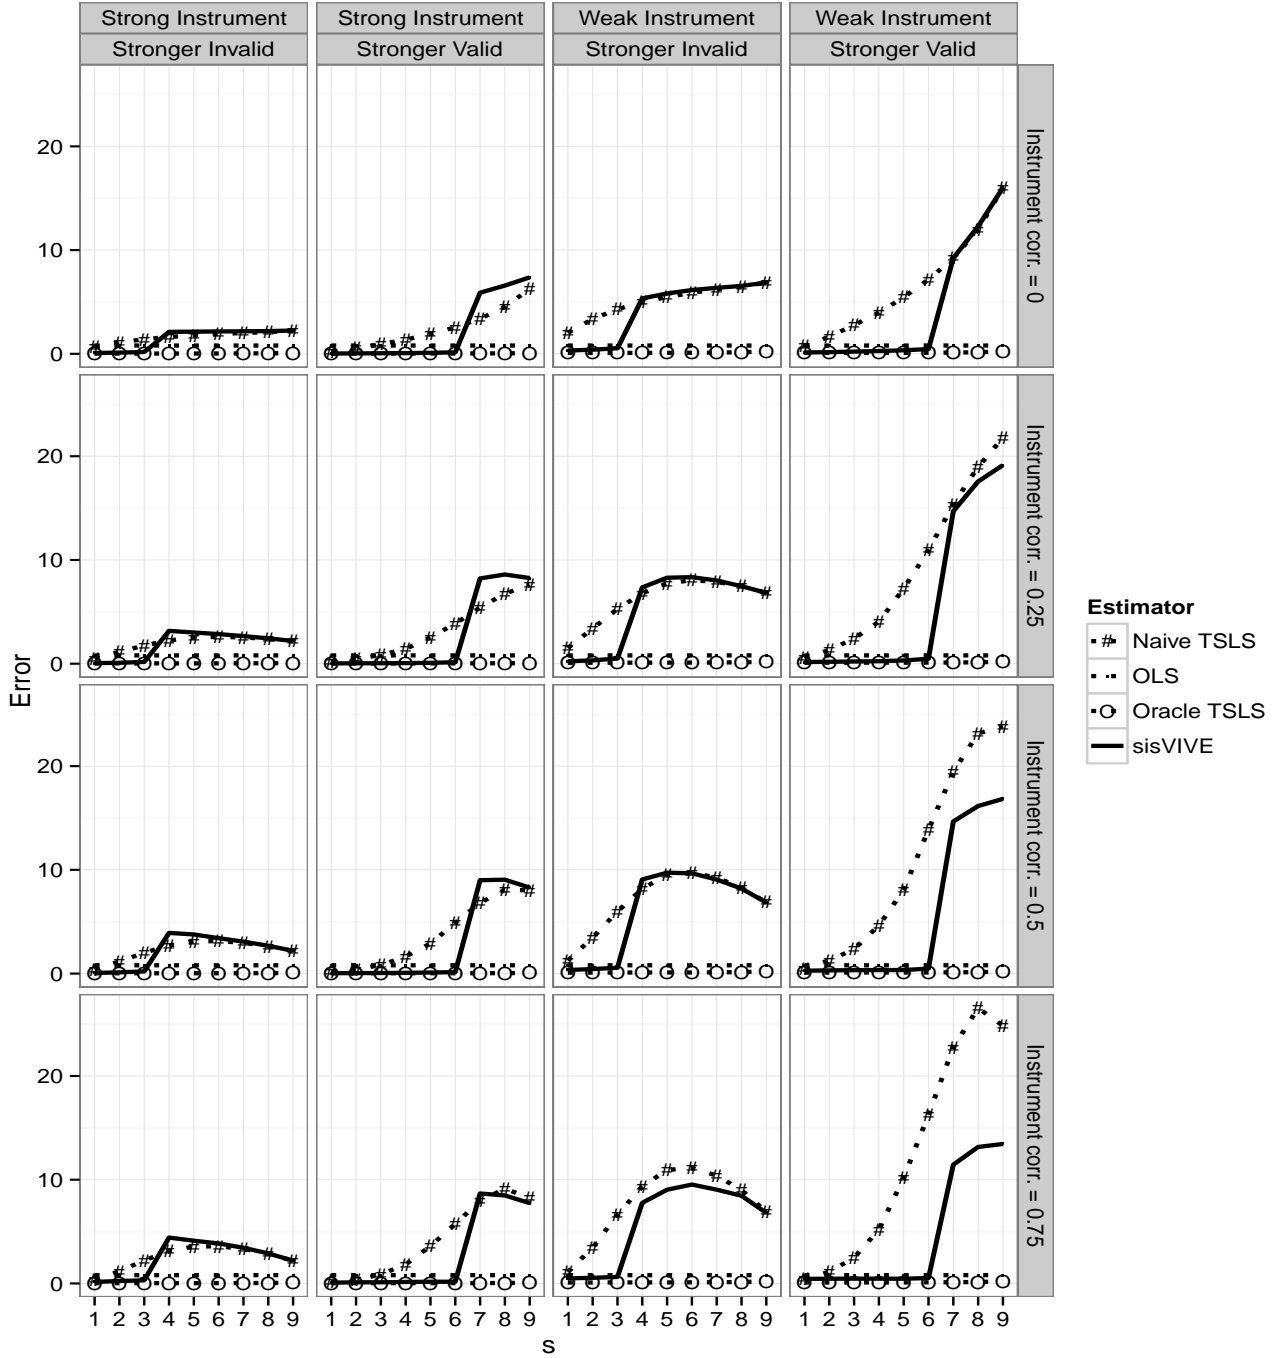 Strong Instrument Strong Instrument Weak Instrument Weak Instrument
Stronger Invalid Stronger Valid Stronger Invalid Stronger Valid
20
10
0
Instrument corr. = 0
20
10
0
Instrument corr. = 0.25
20
10
0
Instrument corr. = 0.5
20
10
0
Instrument corr. = 0.75
Error
1 2 3 4 5 6 7 8 9 1 2 3 4 5 6 7 8 9 1 2 3 4 5 6 7 8 9 1 2 3 4 5 6 7 8 9
s
Estimator
# Naive TSLS
OLS
Oracle TSLS
sisVIVE